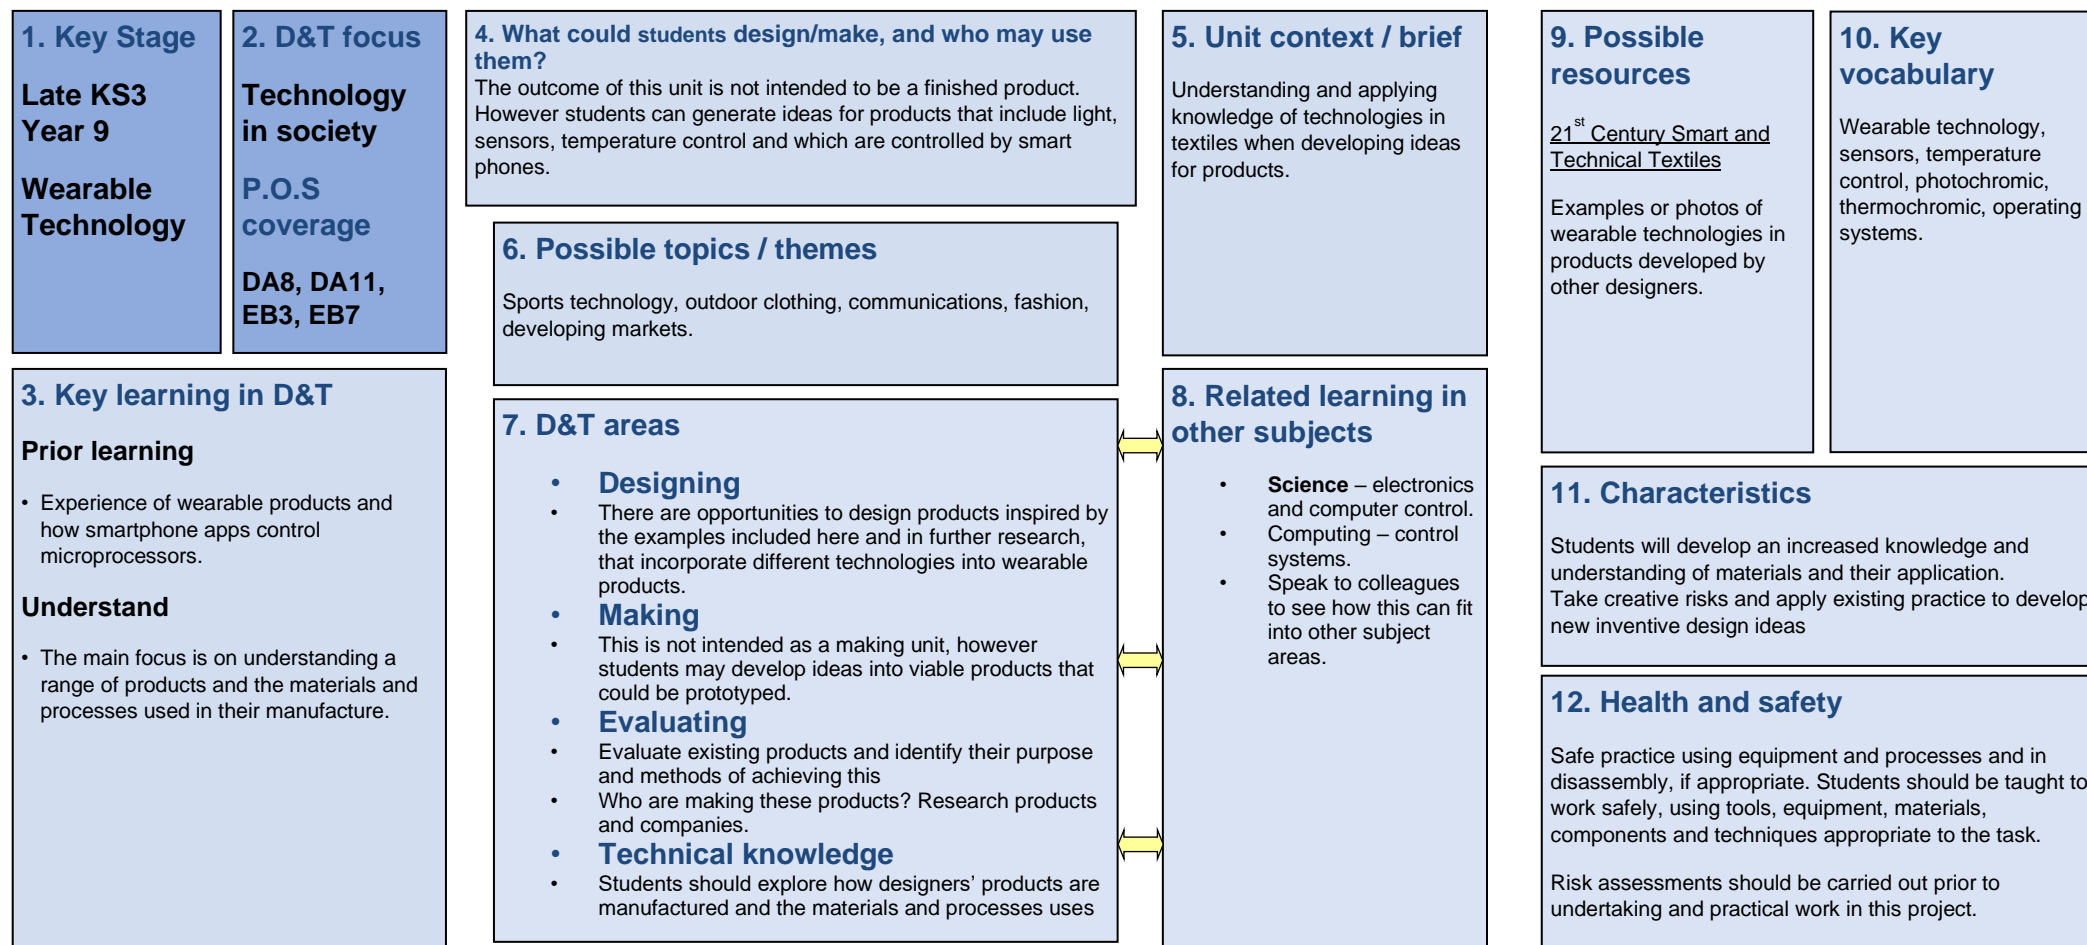 1. Key Stage
Late KS3
Year 9
Wearable
Technology
2. D&T focus
Technology
in society
P.O.S
coverage
DA8, DA11,
EB3, EB7
3. Key learning in D&T
Prior learning
• Experience of wearable products and
how smartphone apps control
microprocessors.
Understand
• The main focus is on understanding a
range of products and the materials and
processes used in their manufacture.
4. What could students design/make, and who may use
them?
The outcome of this unit is not intended to be a finished product.
However students can generate ideas for products that include light,
sensors, temperature control and which are controlled by smart
phones.
5. Unit context / brief
Understanding and applying
knowledge of technologies in
textiles when developing ideas
for products.
6. Possible topics / themes
Sports technology, outdoor clothing, communications, fashion,
developing markets.
7. D&T areas
• Designing
• There are opportunities to design products inspired by
the examples included here and in further research,
that incorporate different technologies into wearable
products.
• Making
• This is not intended as a making unit, however
students may develop ideas into viable products that
could be prototyped.
• Evaluating
• Evaluate existing products and identify their purpose
and methods of achieving this
• Who are making these products? Research products
and companies.
• Technical knowledge
• Students should explore how designers’ products are
manufactured and the materials and processes uses
8. Related learning in
other subjects
• Science – electronics
and computer control.
• Computing – control
systems.
• Speak to colleagues
to see how this can fit
into other subject
areas.
9. Possible
resources
21st Century Smart and
Technical Textiles
Examples or photos of
wearable technologies in
products developed by
other designers.
10. Key
vocabulary
Wearable technology,
sensors, temperature
control, photochromic,
thermochromic, operating
systems.
11. Characteristics
Students will develop an increased knowledge and
understanding of materials and their application.
Take creative risks and apply existing practice to develop
new inventive design ideas
12. Health and safety
Safe practice using equipment and processes and in
disassembly, if appropriate. Students should be taught to
work safely, using tools, equipment, materials,
components and techniques appropriate to the task.
Risk assessments should be carried out prior to
undertaking and practical work in this project.